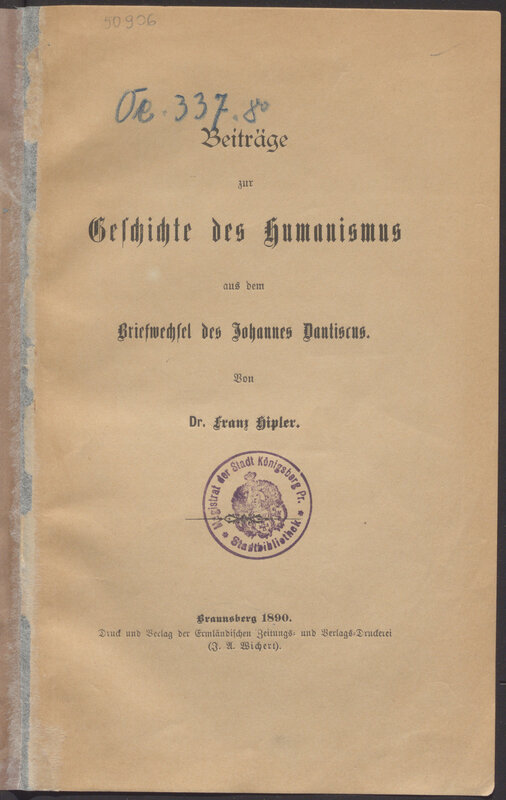 50906
Oe. 337. 8°
Beiträge
zur
Geſchichte des Humanismus
aus dem
Briefwechſel des Johannes Dantiscus.
Von
Dr. Franz Hipler.
Magistrat der Stadt Königsberg Pr.
* Stadtbibliothek *
Braunsberg 1890.
Druck und Verlag der Ermländiſchen Zeitungs- und Verlags-Druckerei
(J. A. Wichert).